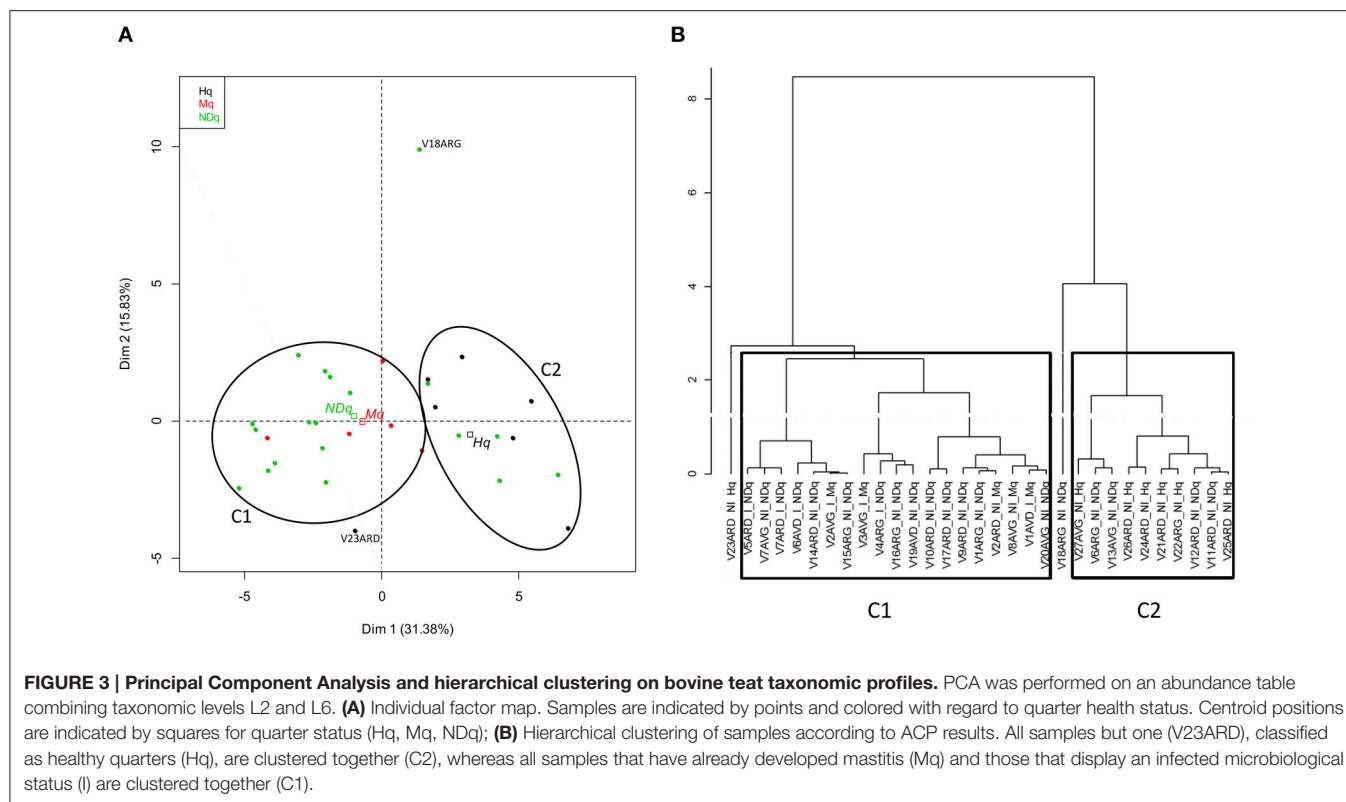 A
B
Hq
Mq
NDq
V18ARG
10
5
0
-5
Dim 2 (15.83%)
C1
C2
NDq
Mq
Hq
V23ARD
-5
0
5
Dim 1 (31.38%)
8
6
4
2
0
V23ARD_NI_Hq
V5ARD_I_NDq
V7AVG_NI_NDq
V7ARD_I_NDq
V6AVD_I_NDq
V14ARD_NI_NDq
V2AVG_I_Mq
V15ARG_NI_NDq
V3AVG_I_Mq
V4ARG_I_NDq
V16ARG_NI_NDq
V19AVD_NI_NDq
V10ARD_NI_NDq
V17ARD_NI_NDq
V9ARD_NI_NDq
V1ARG_NI_NDq
V2ARD_NI_Mq
V8AVG_NI_Mq
V1AVD_I_Mq
V20AVG_NI_NDq
V18ARG_NI_NDq
V27AVG_NI_Hq
V6ARG_NI_NDq
V13AVG_NI_NDq
V26ARD_NI_Hq
V24ARD_NI_Hq
V21ARD_NI_Hq
V22ARG_NI_Hq
V12ARD_NI_NDq
V11ARD_NI_NDq
V25ARD_NI_Hq
C1
C2
FIGURE 3 | Principal Component Analysis and hierarchical clustering on bovine teat taxonomic profiles. PCA was performed on an abundance table
combining taxonomic levels L2 and L6. (A) Individual factor map. Samples are indicated by points and colored with regard to quarter health status. Centroid positions
are indicated by squares for quarter status (Hq, Mq, NDq); (B) Hierarchical clustering of samples according to ACP results. All samples but one (V23ARD), classified
as healthy quarters (Hq), are clustered together (C2), whereas all samples that have already developed mastitis (Mq) and those that display an infected microbiological
status (I) are clustered together (C1).